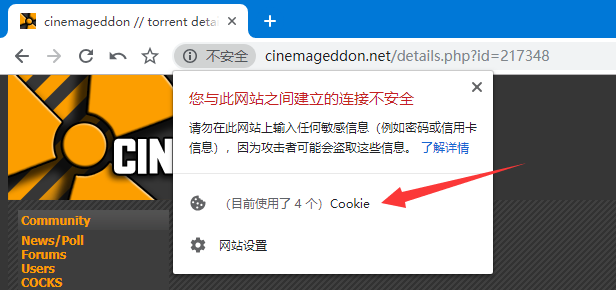 cinemageddon // torrent deta
不安全
cinemageddon.net/details.php?id=217348
您与此网站之间建立的连接不安全
请勿在此网站上输入任何敏感信息（例如密码或信用卡
信息），因为攻击者可能会盗取这些信息。 了解详情
CIN
（目前使用了 4 个）Cookie
Community
网站设置
News/Poll
Forums
Users
COCKS